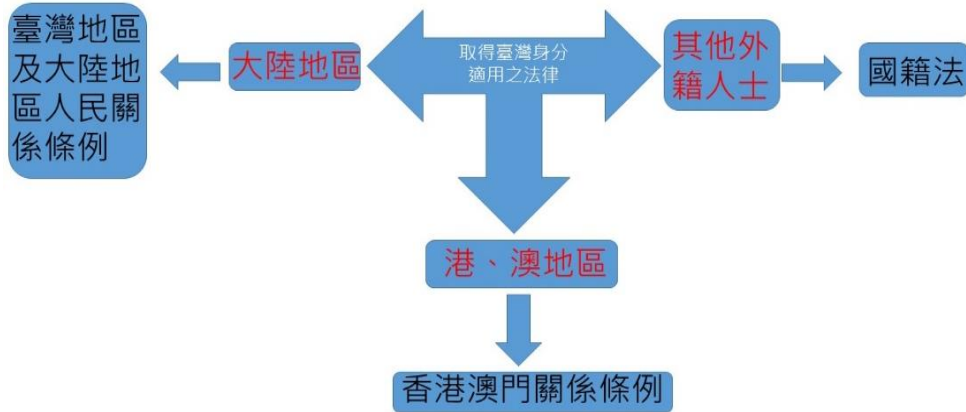 取得臺灣身分
適用之法律
大陸地區
臺灣地區
及大陸地
區人民關
係條例
其他外
籍人士
國籍法
港、澳地區
香港澳門關係條例